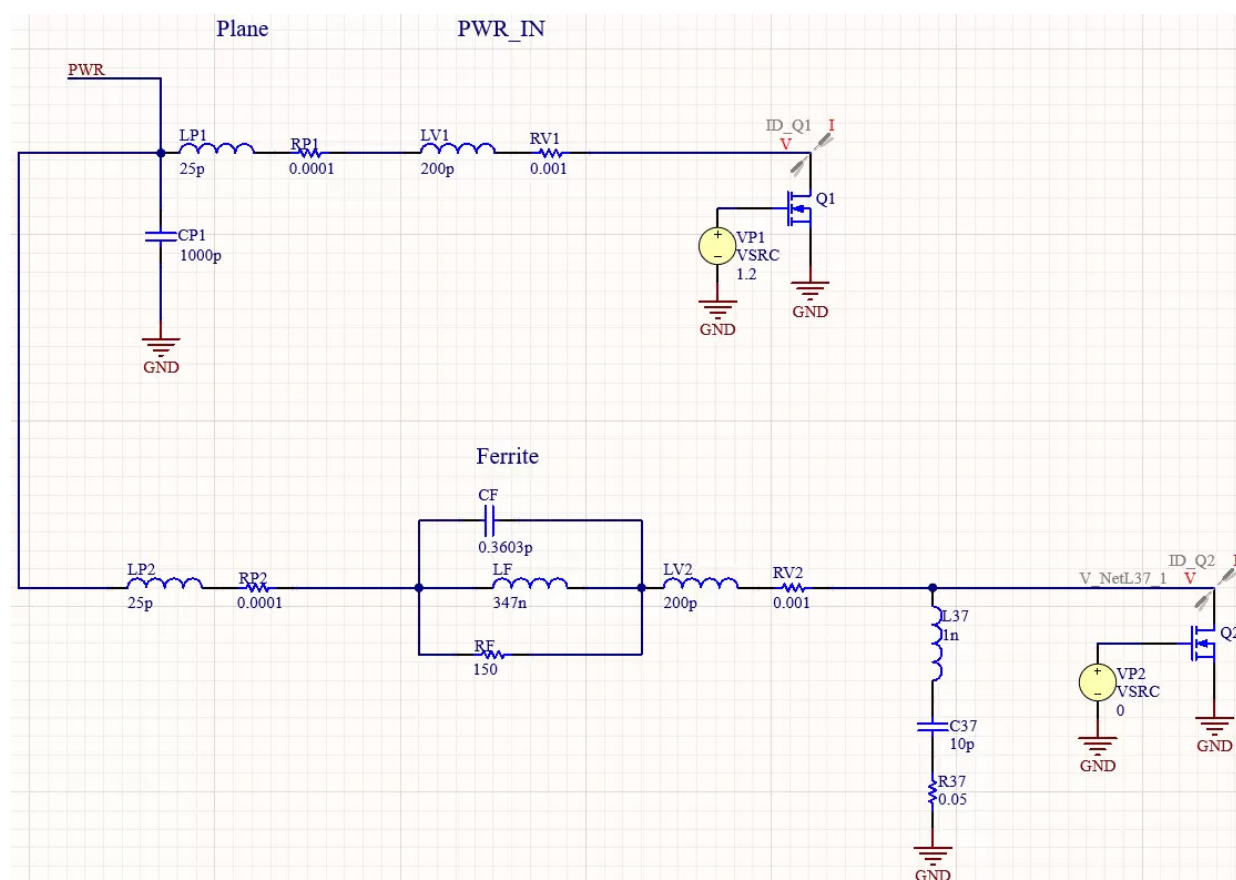 Plane
PWR_IN
PWR
LP1
25p
RP1
0.0001
LV1
200p
RV1
0.001
ID_Q1
V
I
Q1
CP1
1000p
VP1
VSRC
1.2
GND
GND
GND
Ferrite
CF
0.3603p
LP2
25p
RP2
0.0001
LF
347n
LV2
200p
RV2
0.001
V_NetL37_1
ID_Q2
V
I
RF
150
L37
1n
Q2
VP2
VSRC
0
C37
10p
GND
GND
R37
0.05
GND